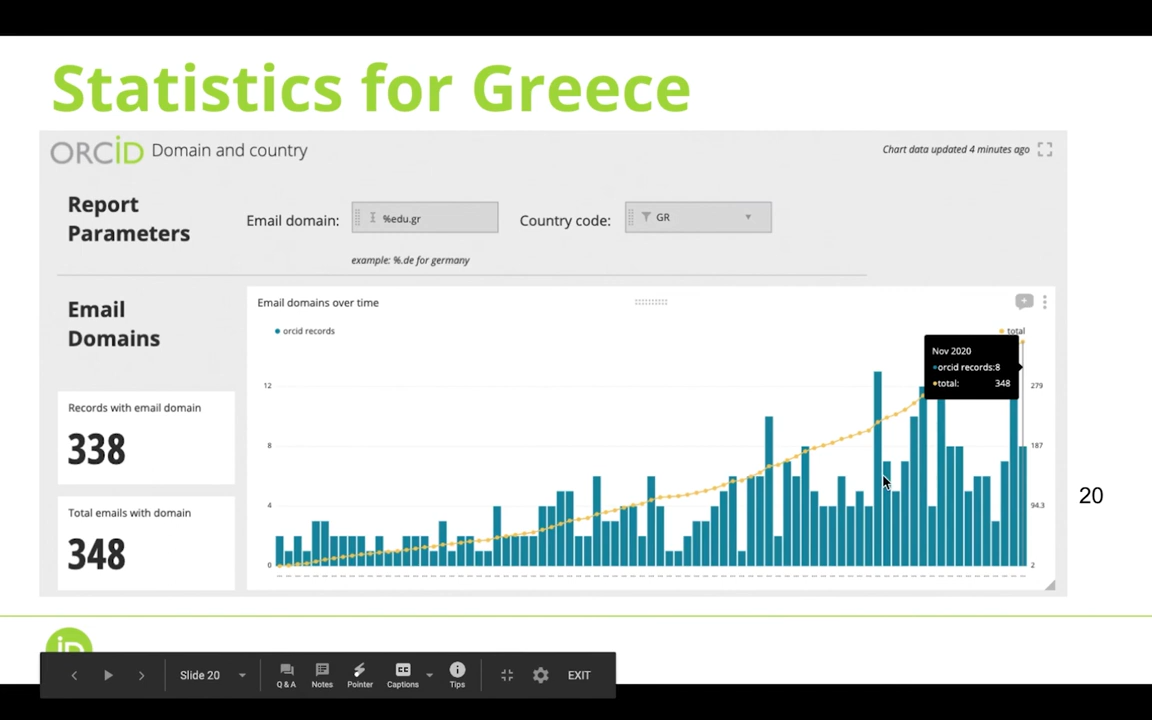 Statistics for Greece
ORCiD Domain and country
Chart data updated 4 minutes ago
Report
Parameters
Email domain:
%edu.gr
Country code:
GR
example: %.de for germany
Email
Domains
Email domains over time
orcid records
total
Nov 2020
orcid records:8
total: 348
Records with email domain
338
Total emails with domain
348
12
8
4
0
279
187
94.3
2
20
iD
Slide 20
Q & A
Notes
Pointer
CC
Captions
Tips
EXIT